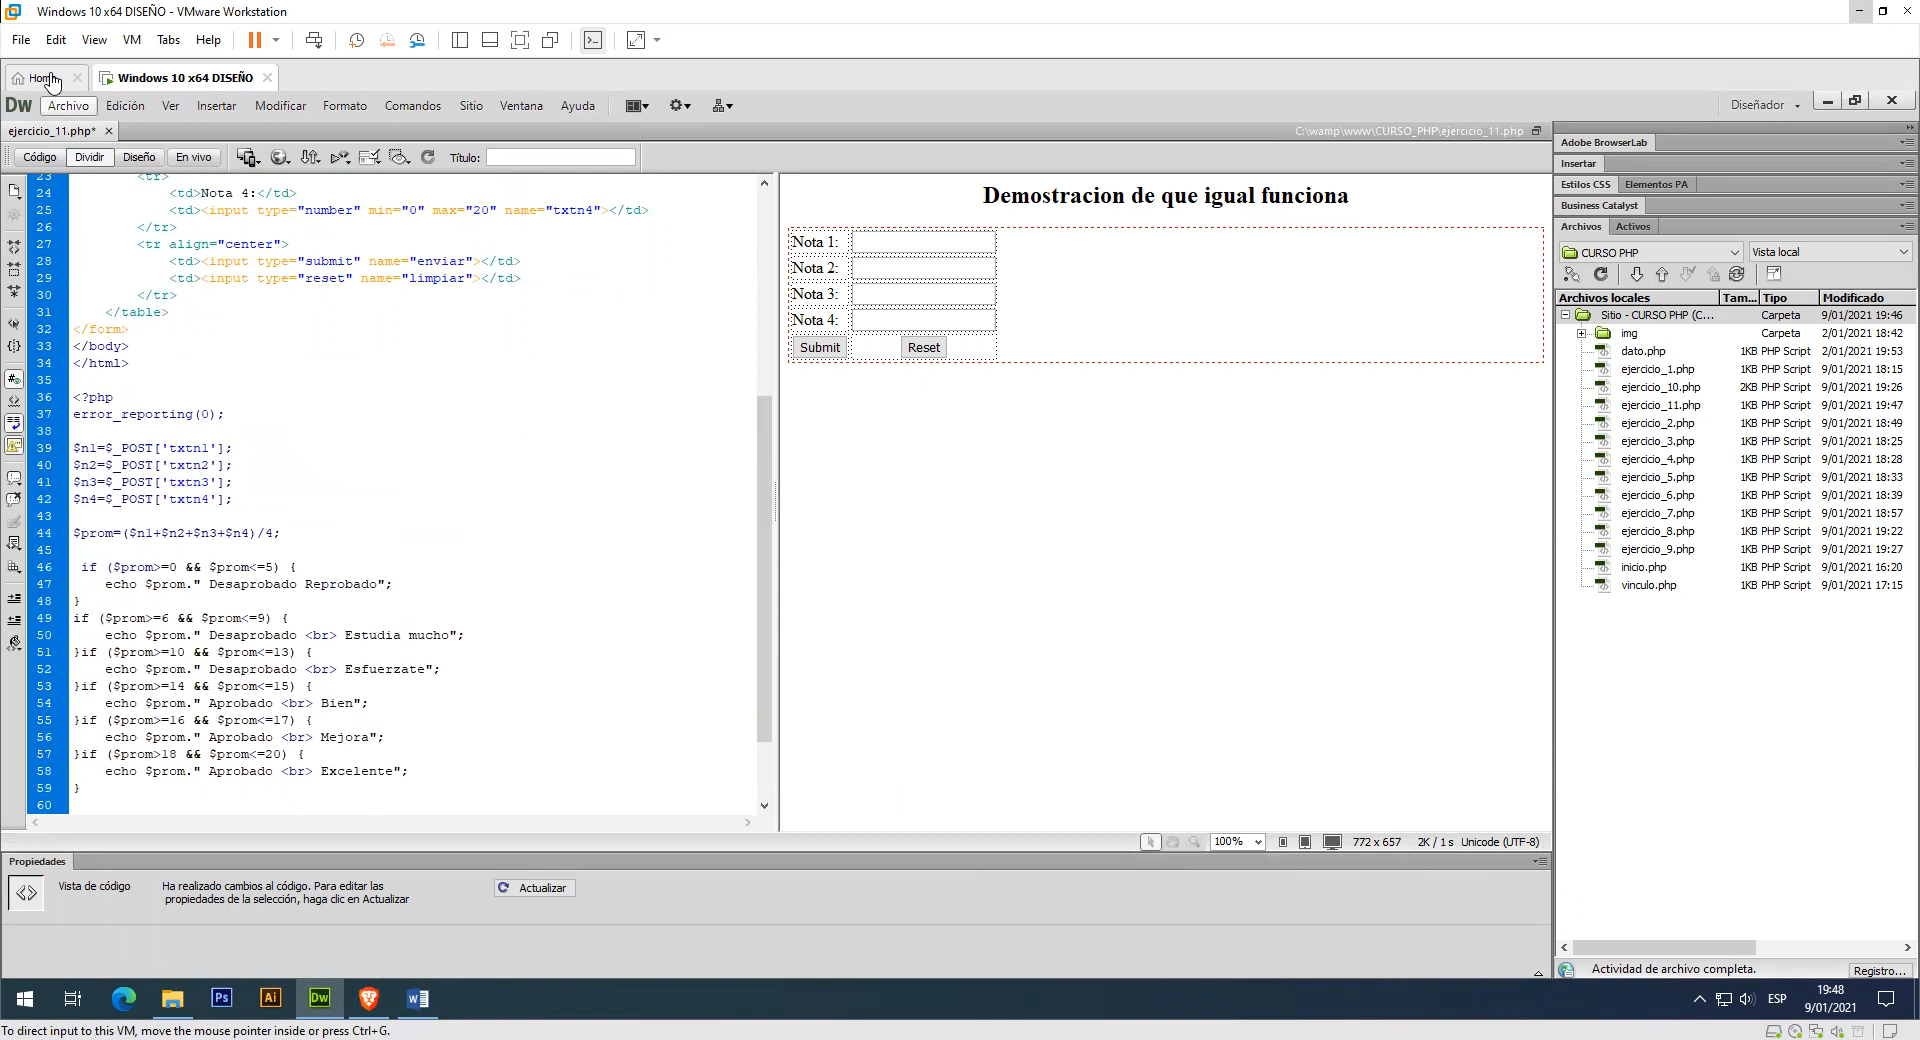 Windows 10 x64 DISEÑO - VMware Workstation
File Edit View VM Tabs Help
Windows 10 x64 DISEÑO
Dw Archivo Edición Ver Insertar Modificar Formato Comandos Sitio Ventana Ayuda Diseñador
ejercicio_11.php* C:\wamp\www\CURSO_PHP\ejercicio_11.php
Código Dividir Diseño En vivo Título:
23 <tr>
24 <td>Nota 4:</td>
25 <td><input type="number" min="0" max="20" name="txtn4"></td>
26 </tr>
27 <tr align="center">
28 <td><input type="submit" name="enviar"></td>
29 <td><input type="reset" name="limpiar"></td>
30 </tr>
31 </table>
32 </form>
33 </body>
34 </html>
35
36 <?php
37 error_reporting(0);
38
39 $n1=$_POST['txtn1'];
40 $n2=$_POST['txtn2'];
41 $n3=$_POST['txtn3'];
42 $n4=$_POST['txtn4'];
43
44 $prom=($n1+$n2+$n3+$n4)/4;
45
46 if ($prom>=0 && $prom<=5) {
47 echo $prom." Desaprobado Reprobado";
48 }
49 if ($prom>=6 && $prom<=9) {
50 echo $prom." Desaprobado <br> Estudia mucho";
51 }if ($prom>=10 && $prom<=13) {
52 echo $prom." Desaprobado <br> Esfuerzate";
53 }if ($prom>=14 && $prom<=15) {
54 echo $prom." Aprobado <br> Bien";
55 }if ($prom>=16 && $prom<=17) {
56 echo $prom." Aprobado <br> Mejora";
57 }if ($prom>18 && $prom<=20) {
58 echo $prom." Aprobado <br> Excelente";
59 }
60
Demostracion de que igual funciona
Nota 1:
Nota 2:
Nota 3:
Nota 4:
Submit Reset
100% 772 x 657 2K / 1 s Unicode (UTF-8)
Propiedades
Vista de código
Ha realizado cambios al código. Para editar las
propiedades de la selección, haga clic en Actualizar
Actualizar
Adobe BrowserLab
Insertar
Estilos CSS Elementos PA
Business Catalyst
Archivos Activos
CURSO PHP Vista local
Archivos locales Tam... Tipo Modificado
Sitio - CURSO PHP (C... Carpeta 9/01/2021 19:46
img Carpeta 2/01/2021 18:42
dato.php 1KB PHP Script 2/01/2021 19:53
ejercicio_1.php 1KB PHP Script 9/01/2021 18:15
ejercicio_10.php 2KB PHP Script 9/01/2021 19:26
ejercicio_11.php 1KB PHP Script 9/01/2021 19:47
ejercicio_2.php 1KB PHP Script 9/01/2021 18:49
ejercicio_3.php 1KB PHP Script 9/01/2021 18:25
ejercicio_4.php 1KB PHP Script 9/01/2021 18:28
ejercicio_5.php 1KB PHP Script 9/01/2021 18:33
ejercicio_6.php 1KB PHP Script 9/01/2021 18:39
ejercicio_7.php 1KB PHP Script 9/01/2021 18:57
ejercicio_8.php 1KB PHP Script 9/01/2021 19:22
ejercicio_9.php 1KB PHP Script 9/01/2021 19:27
inicio.php 1KB PHP Script 9/01/2021 16:20
vinculo.php 1KB PHP Script 9/01/2021 17:15
Actividad de archivo completa. Registro...
Ps Ai Dw W ESP
19:48
9/01/2021
To direct input to this VM, move the mouse pointer inside or press Ctrl+G.